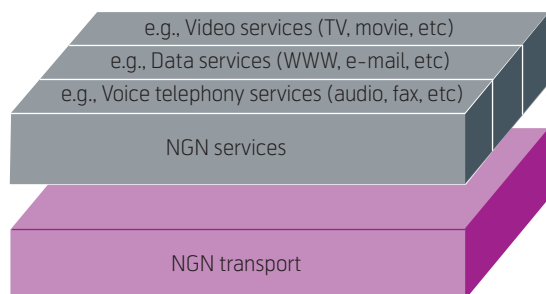 e.g., Video services (TV, movie, etc)
e.g., Data services (WWW, e-mail, etc)
e.g., Voice telephony services (audio, fax, etc)
NGN services
NGN transport